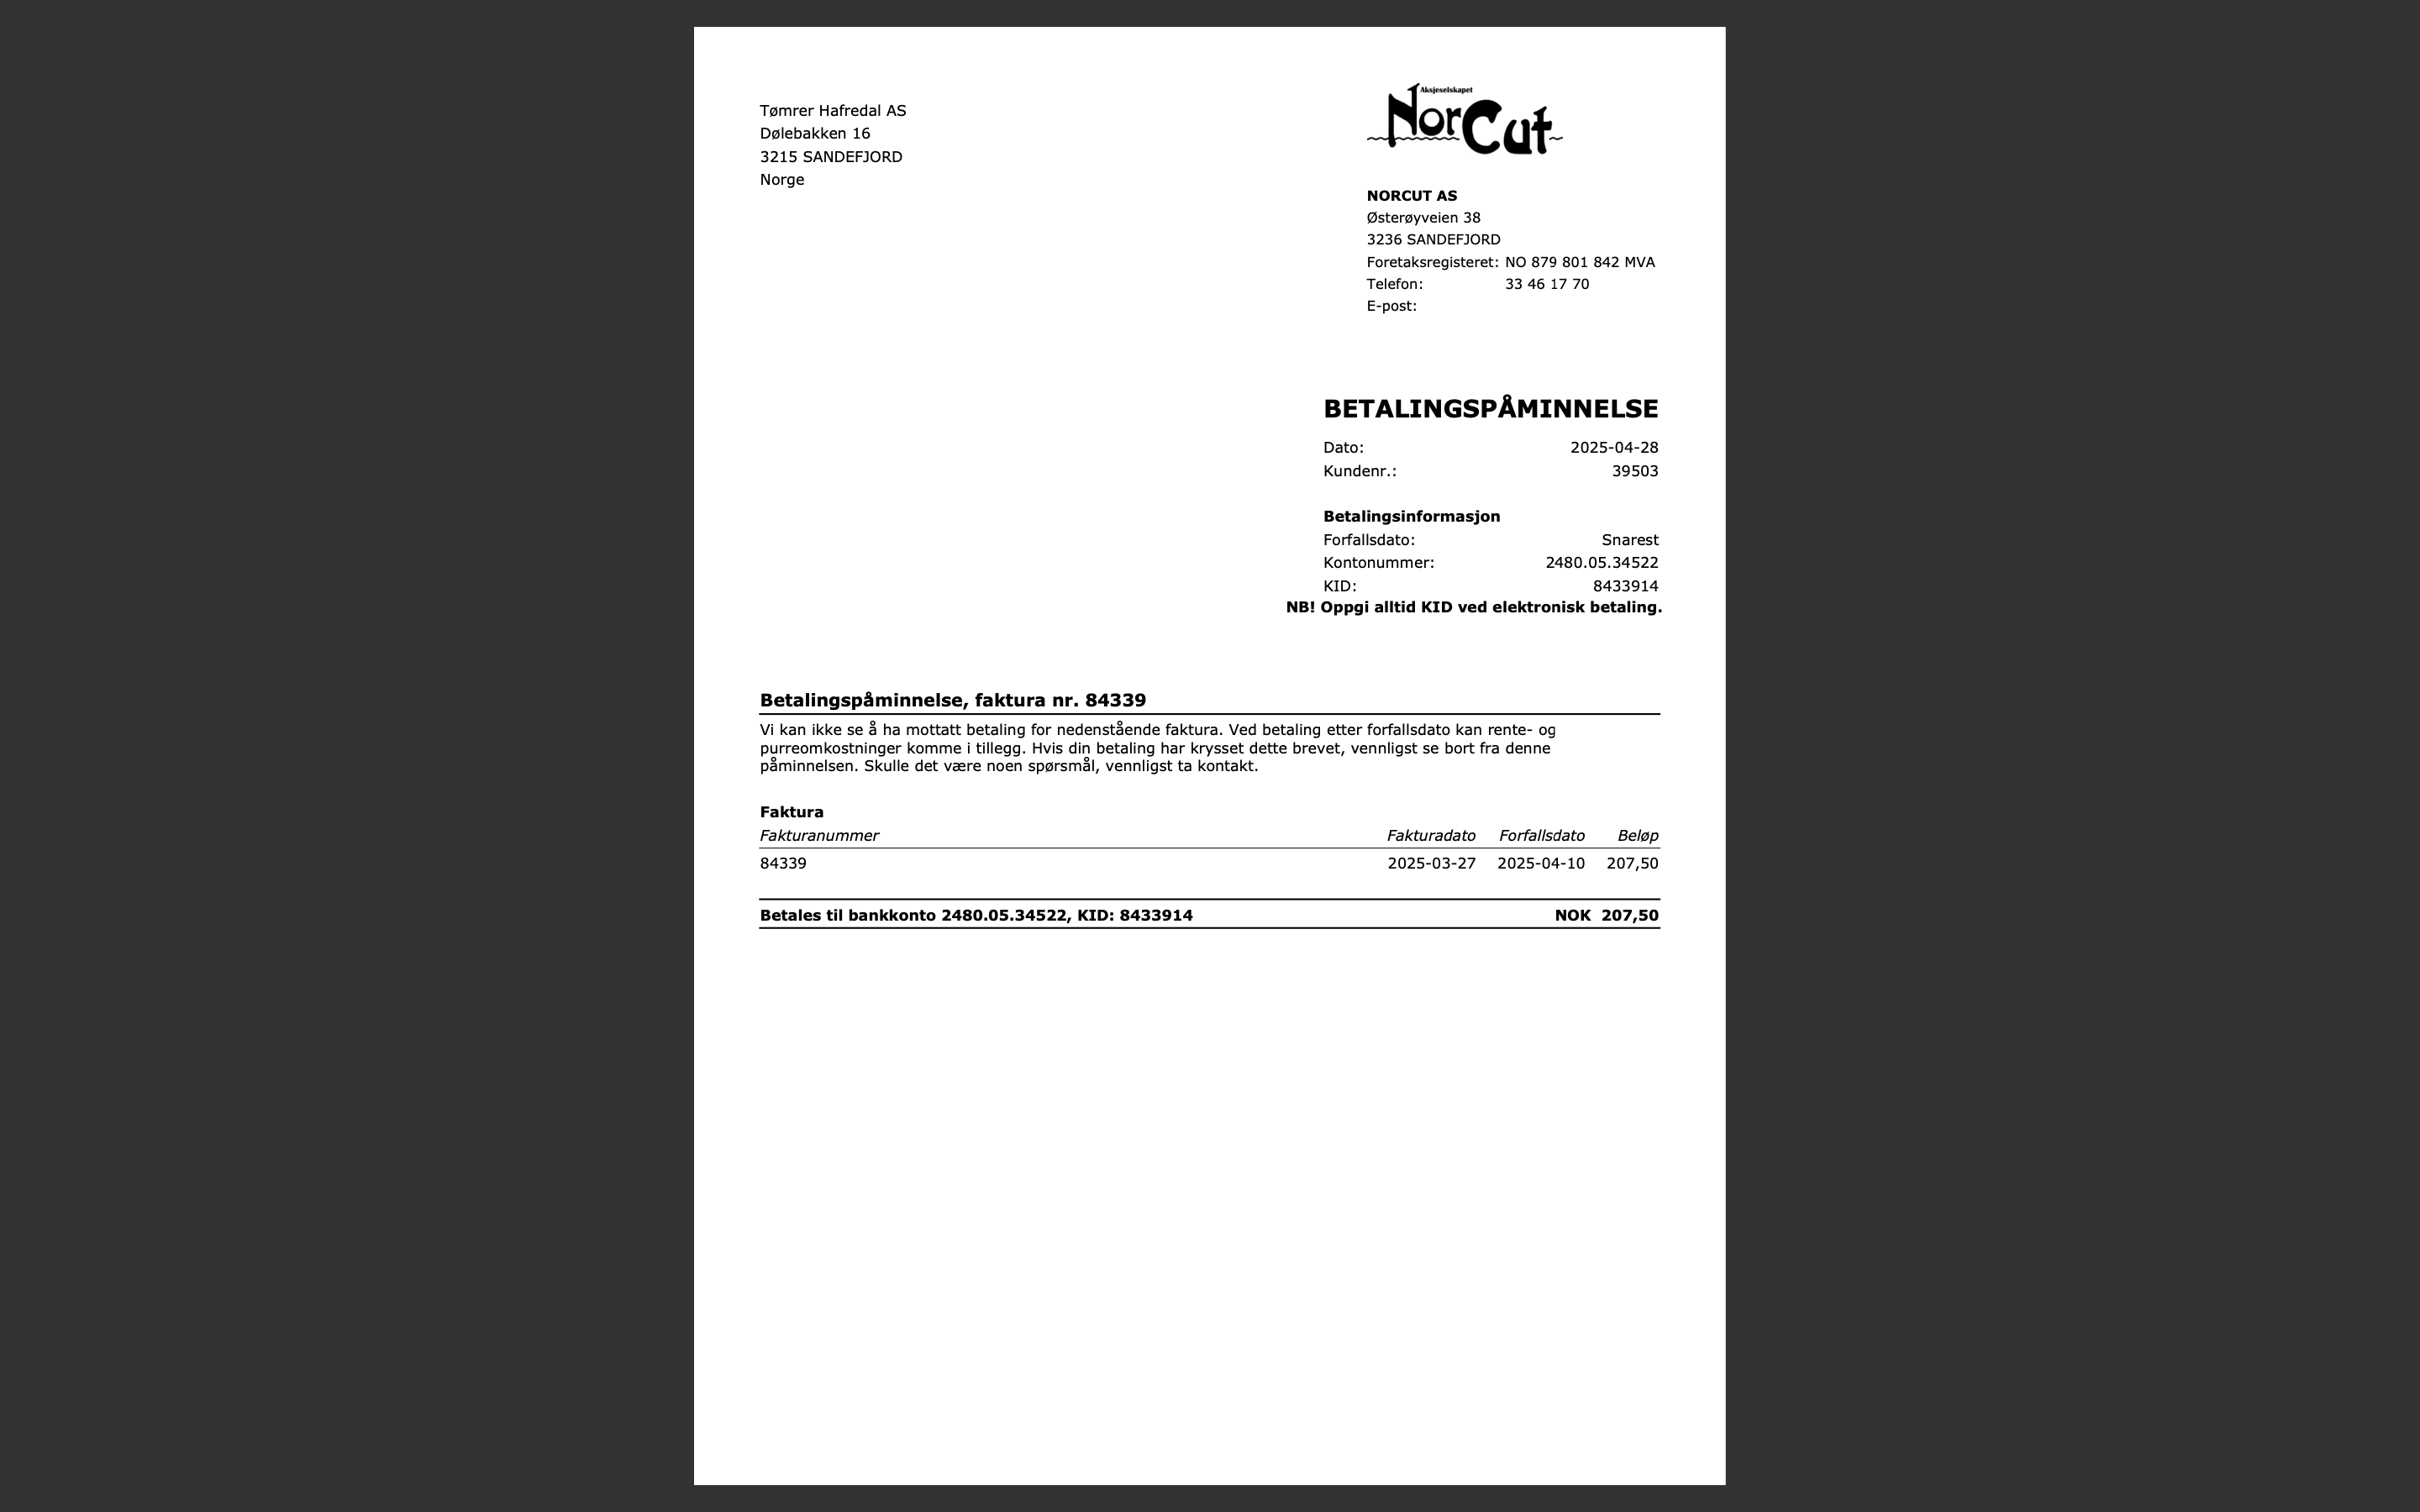 Tømrer Hafredal AS
Dølebakken 16
3215 SANDEFJORD
Norge
Aksjeselskapet
NorCut
NORCUT AS
Østerøyveien 38
3236 SANDEFJORD
Foretaksregisteret: NO 879 801 842 MVA
Telefon: 33 46 17 70
E-post:
BETALINGSPÅMINNELSE
Dato: 2025-04-28
Kundenr.: 39503
Betalingsinformasjon
Forfallsdato: Snarest
Kontonummer: 2480.05.34522
KID: 8433914
NB! Oppgi alltid KID ved elektronisk betaling.
Betalingspåminnelse, faktura nr. 84339
Vi kan ikke se å ha mottatt betaling for nedenstående faktura. Ved betaling etter forfallsdato kan rente- og
purreomkostninger komme i tillegg. Hvis din betaling har krysset dette brevet, vennligst se bort fra denne
påminnelsen. Skulle det være noen spørsmål, vennligst ta kontakt.
Faktura
Fakturanummer Fakturadato Forfallsdato Beløp
84339 2025-03-27 2025-04-10 207,50
Betales til bankkonto 2480.05.34522, KID: 8433914 NOK 207,50